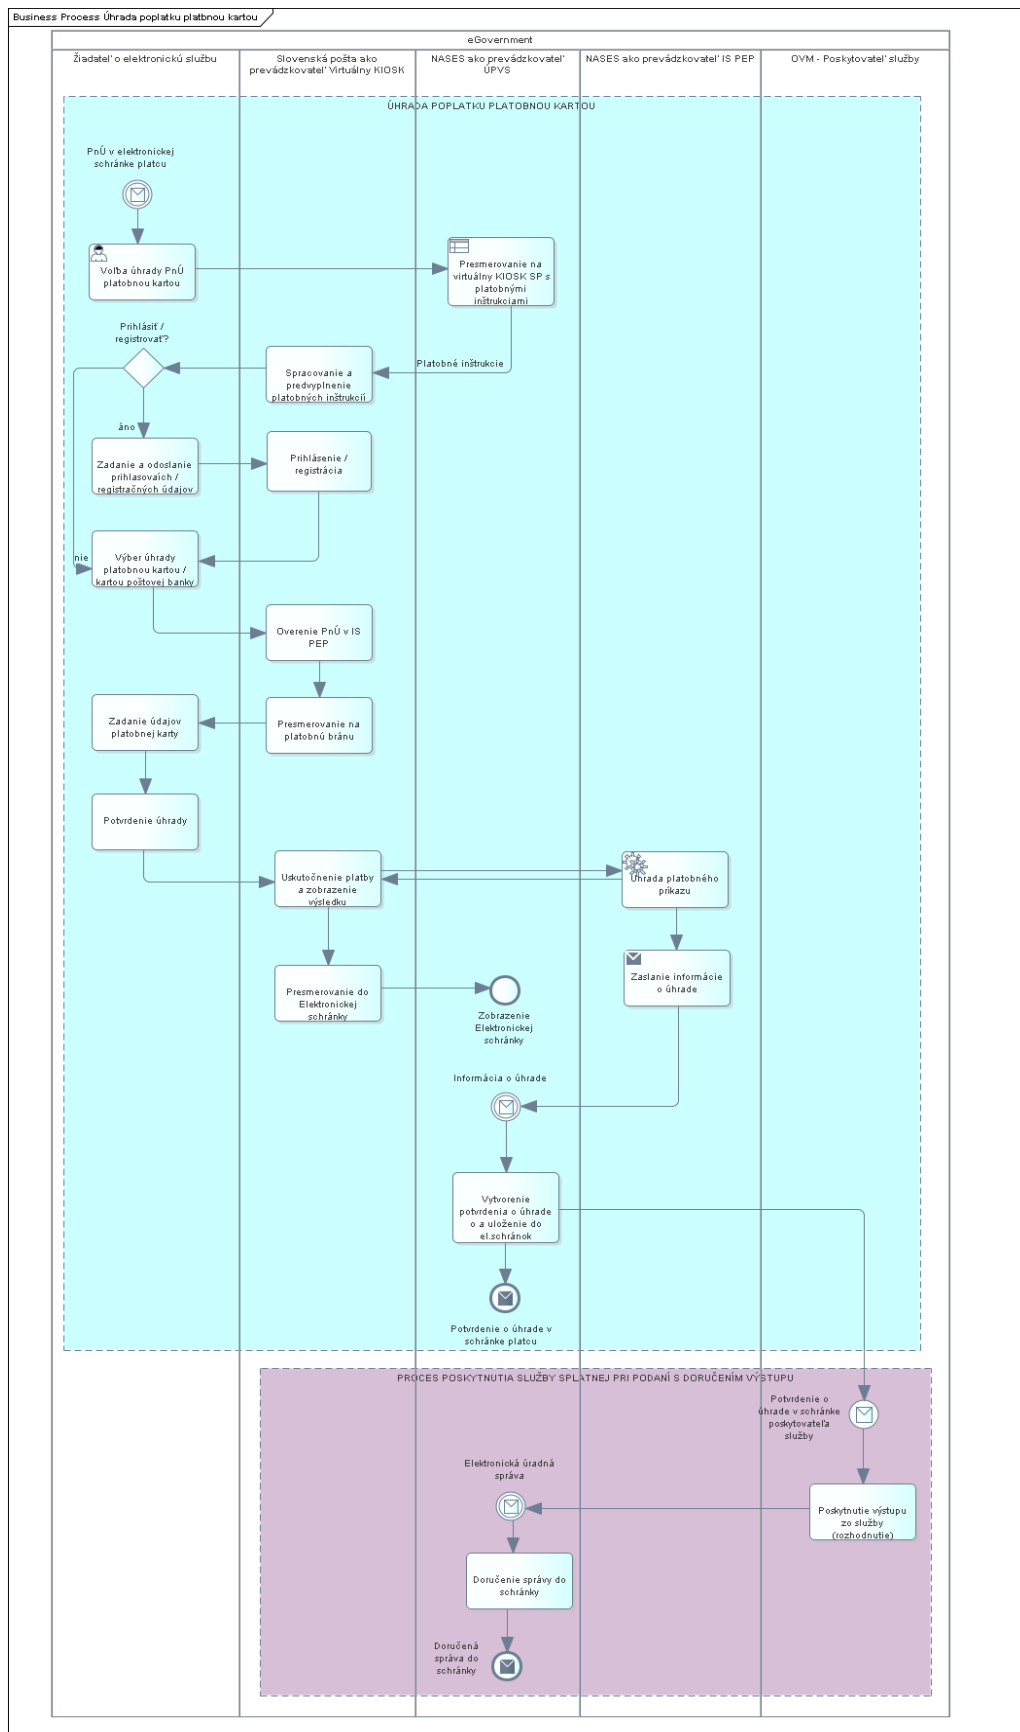 Business Process Úhrada poplatku platbnou kartou
eGovernment
Žiadateľ o elektronickú službu
Slovenská pošta ako
prevádzkovateľ Virtuálny KIOSK
NASES ako prevádzkovateľ
ÚPVS
NASES ako prevádzkovateľ IS PEP
OVM - Poskytovateľ služby
ÚHRADA POPLATKU PLATOBNOU KARTOU
PnÚ v elektronickej
schránke platcu
Voľba úhrady PnÚ
platobnou kartou
Presmerovanie na
virtuálny KIOSK SP s
platobnými
inštrukciami
Prihlásiť /
registrovať?
Platobné inštrukcie
Spracovanie a
predvyplnenie
platobných inštrukcií
áno
Zadanie a odoslanie
prihlasovaích /
registračných údajov
Prihlásenie /
registrácia
nie
Výber úhrady
platobnou kartou /
kartou poštovej banky
Overenie PnÚ v IS
PEP
Zadanie údajov
platobnej karty
Presmerovanie na
platobnú bránu
Potvrdenie úhrady
Uskutočnenie platby
a zobrazenie
výsledku
Úhrada platobného
príkazu
Presmerovanie do
Elektronickej
schránky
Zaslanie informácie
o úhrade
Zobrazenie
Elektronickej
schránky
Informácia o úhrade
Vytvorenie
potvrdenia o úhrade
o a uloženie do
el.schránok
Potvrdenie o úhrade v
schránke platcu
PROCES POSKYTNUTIA SLUŽBY SPLATNEJ PRI PODANÍ S DORUČENÍM VÝSTUPU
Potvrdenie o
úhrade v schránke
poskytovateľa
služby
Elektronická úradná
správa
Poskytnutie výstupu
zo služby
(rozhodnutie)
Doručenie správy do
schránky
Doručená
správa do
schránky